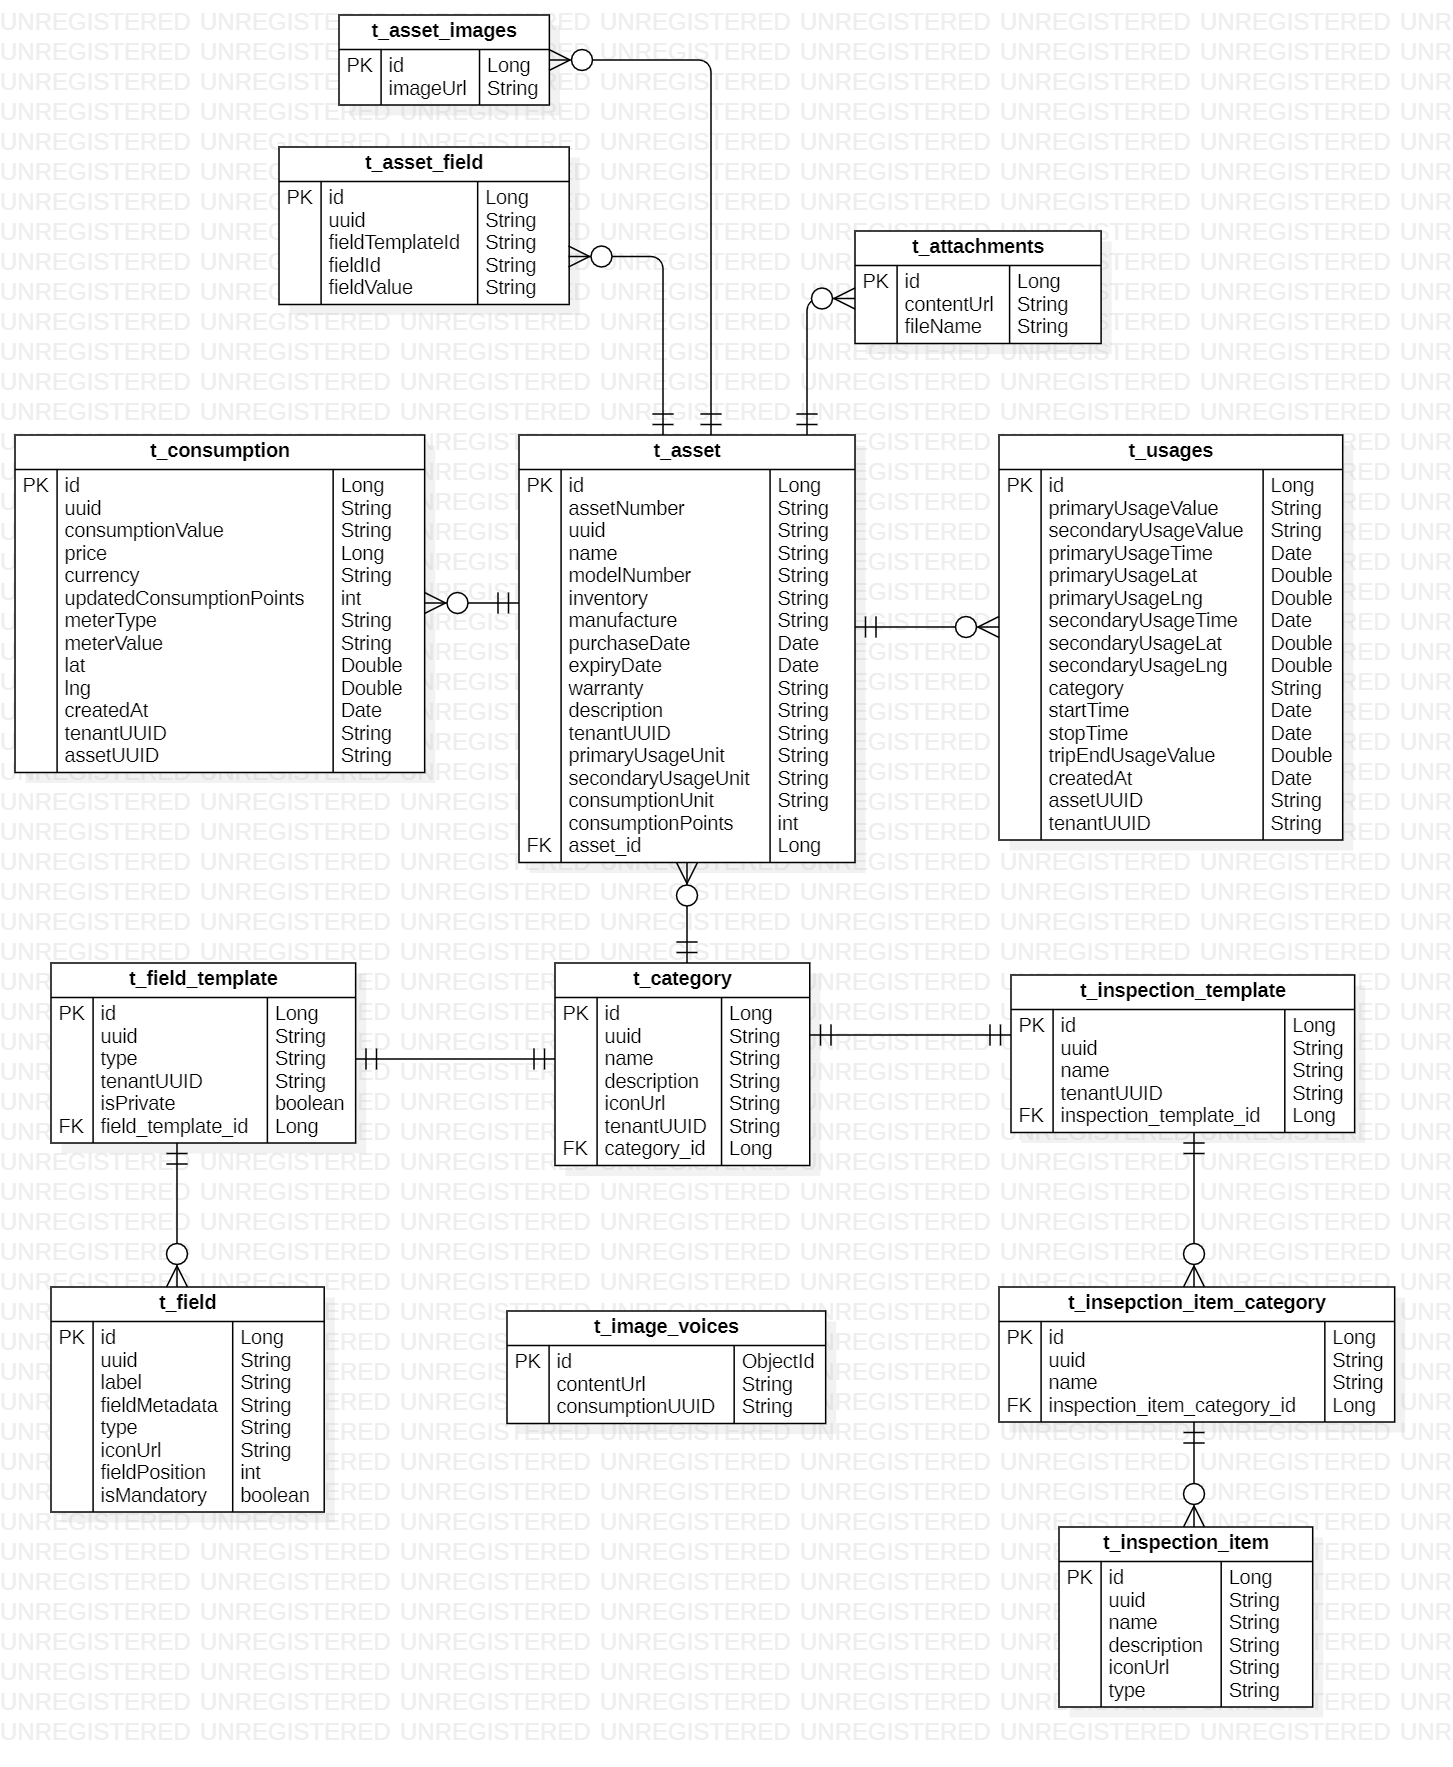 t_asset_images
PK id Long
imageUrl String
t_asset_field
PK id Long
uuid String
fieldTemplateId String
fieldId String
fieldValue String
t_attachments
PK id Long
contentUrl String
fileName String
t_consumption
PK id Long
uuid String
consumptionValue String
price Long
currency String
updatedConsumptionPoints int
meterType String
meterValue String
lat Double
lng Double
createdAt Date
tenantUUID String
assetUUID String
t_asset
PK id Long
assetNumber String
uuid String
name String
modelNumber String
inventory String
manufacture String
purchaseDate Date
expiryDate Date
warranty String
description String
tenantUUID String
primaryUsageUnit String
secondaryUsageUnit String
consumptionUnit String
consumptionPoints int
FK asset_id Long
t_usages
PK id Long
primaryUsageValue String
secondaryUsageValue String
primaryUsageTime Date
primaryUsageLat Double
primaryUsageLng Double
secondaryUsageTime Date
secondaryUsageLat Double
secondaryUsageLng Double
category String
startTime Date
stopTime Date
tripEndUsageValue Double
createdAt Date
assetUUID String
tenantUUID String
t_field_template
PK id Long
uuid String
type String
tenantUUID String
isPrivate boolean
FK field_template_id Long
t_category
PK id Long
uuid String
name String
description String
iconUrl String
tenantUUID String
FK category_id Long
t_inspection_template
PK id Long
uuid String
name String
tenantUUID String
FK inspection_template_id Long
t_field
PK id Long
uuid String
label String
fieldMetadata String
type String
iconUrl String
fieldPosition int
isMandatory boolean
t_image_voices
PK id ObjectId
contentUrl String
consumptionUUID String
t_insepction_item_category
PK id Long
uuid String
name String
FK inspection_item_category_id Long
t_inspection_item
PK id Long
uuid String
name String
description String
iconUrl String
type String